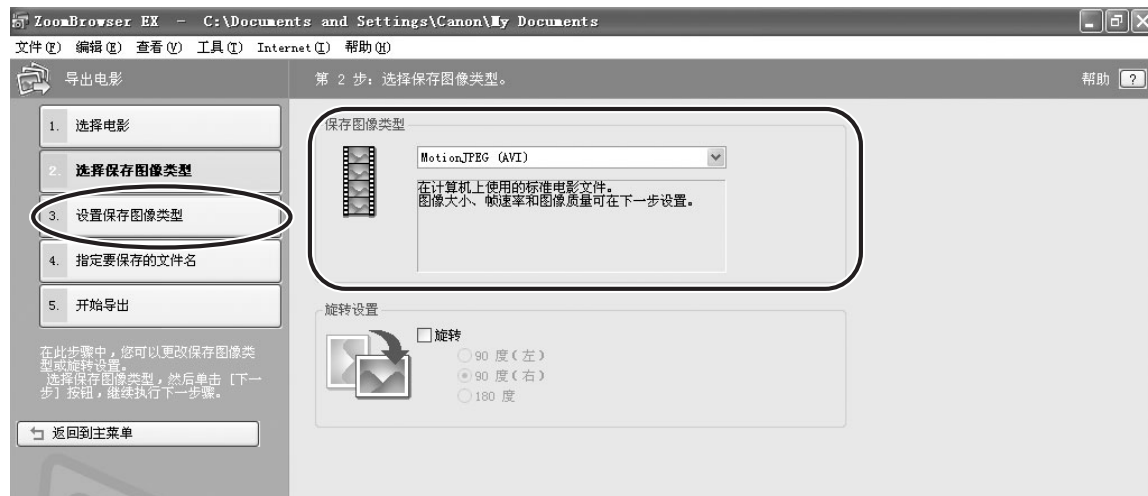 ZoomBrowser EX - C:\Documents and Settings\Canon\My Documents
文件(F) 编辑(E) 查看(V) 工具(T) Internet(I) 帮助(H)
导出电影
第 2 步：选择保存图像类型。
帮助 ?
1. 选择电影
2. 选择保存图像类型
3. 设置保存图像类型
4. 指定要保存的文件名
5. 开始导出
在此步骤中，您可以更改保存图像类
型或旋转设置。
选择保存图像类型，然后单击 [下一
步] 按钮，继续执行下一步骤。
返回到主菜单
保存图像类型
MotionJPEG (AVI)
在计算机上使用的标准电影文件。
图像大小、帧速率和图像质量可在下一步设置。
旋转设置
旋转
90 度(左)
90 度(右)
180 度